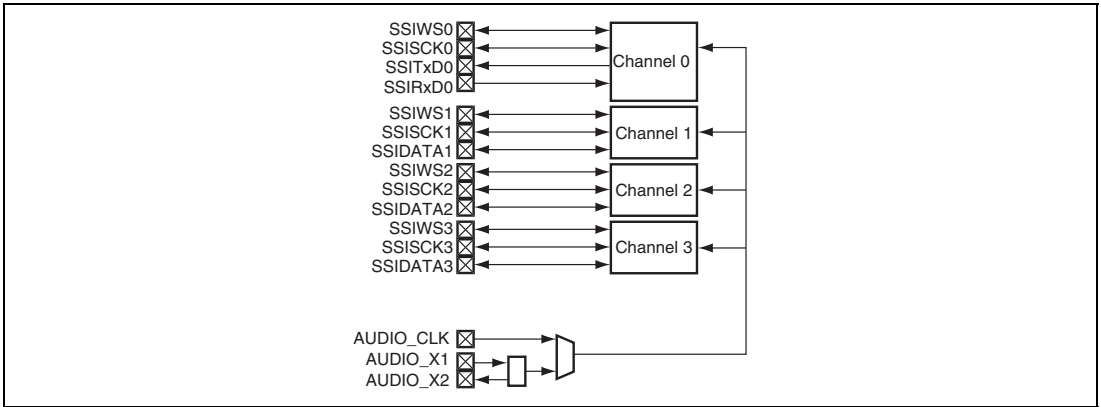 SSIWS0
SSISCK0
SSITxD0
SSIRxD0
Channel 0
SSIWS1
SSISCK1
SSIDATA1
Channel 1
SSIWS2
SSISCK2
SSIDATA2
Channel 2
SSIWS3
SSISCK3
SSIDATA3
Channel 3
AUDIO_CLK
AUDIO_X1
AUDIO_X2